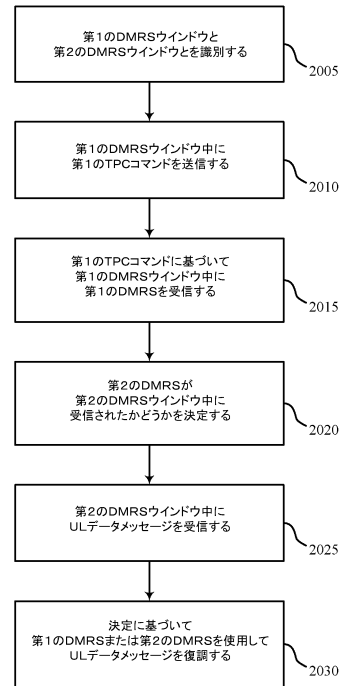 第1のDMRSウインドウと
第2のDMRSウインドウとを識別する
2005
第1のDMRSウインドウ中に
第1のTPCコマンドを送信する
2010
第1のTPCコマンドに基づいて
第1のDMRSウインドウ中に
第1のDMRSを受信する
2015
第2のDMRSが
第2のDMRSウインドウ中に
受信されたかどうかを決定する
2020
第2のDMRSウインドウ中に
ULデータメッセージを受信する
2025
決定に基づいて
第1のDMRSまたは第2のDMRSを使用して
ULデータメッセージを復調する
2030